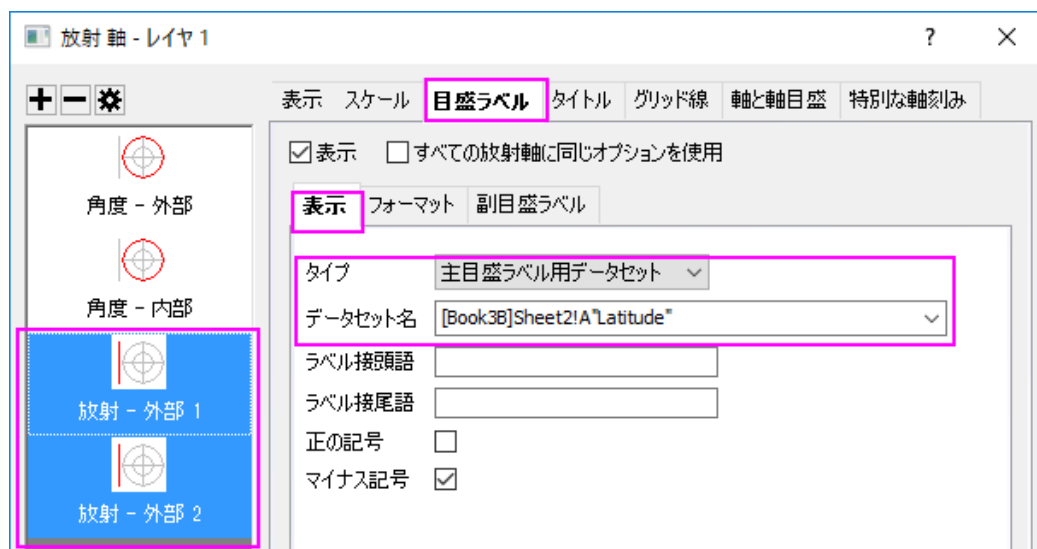 放射 軸 - レイヤ 1
? ×
表示 スケール 目盛ラベル タイトル グリッド線 軸と軸目盛 特別な軸刻み
表示 すべての放射軸に同じオプションを使用
角度 - 外部
表示 フォーマット 副目盛ラベル
タイプ 主目盛ラベル用データセット
角度 - 内部
データセット名 [Book3B]Sheet2!A"Latitude"
ラベル接頭語
ラベル接尾語
放射 - 外部 1
正の記号
マイナス記号
放射 - 外部 2